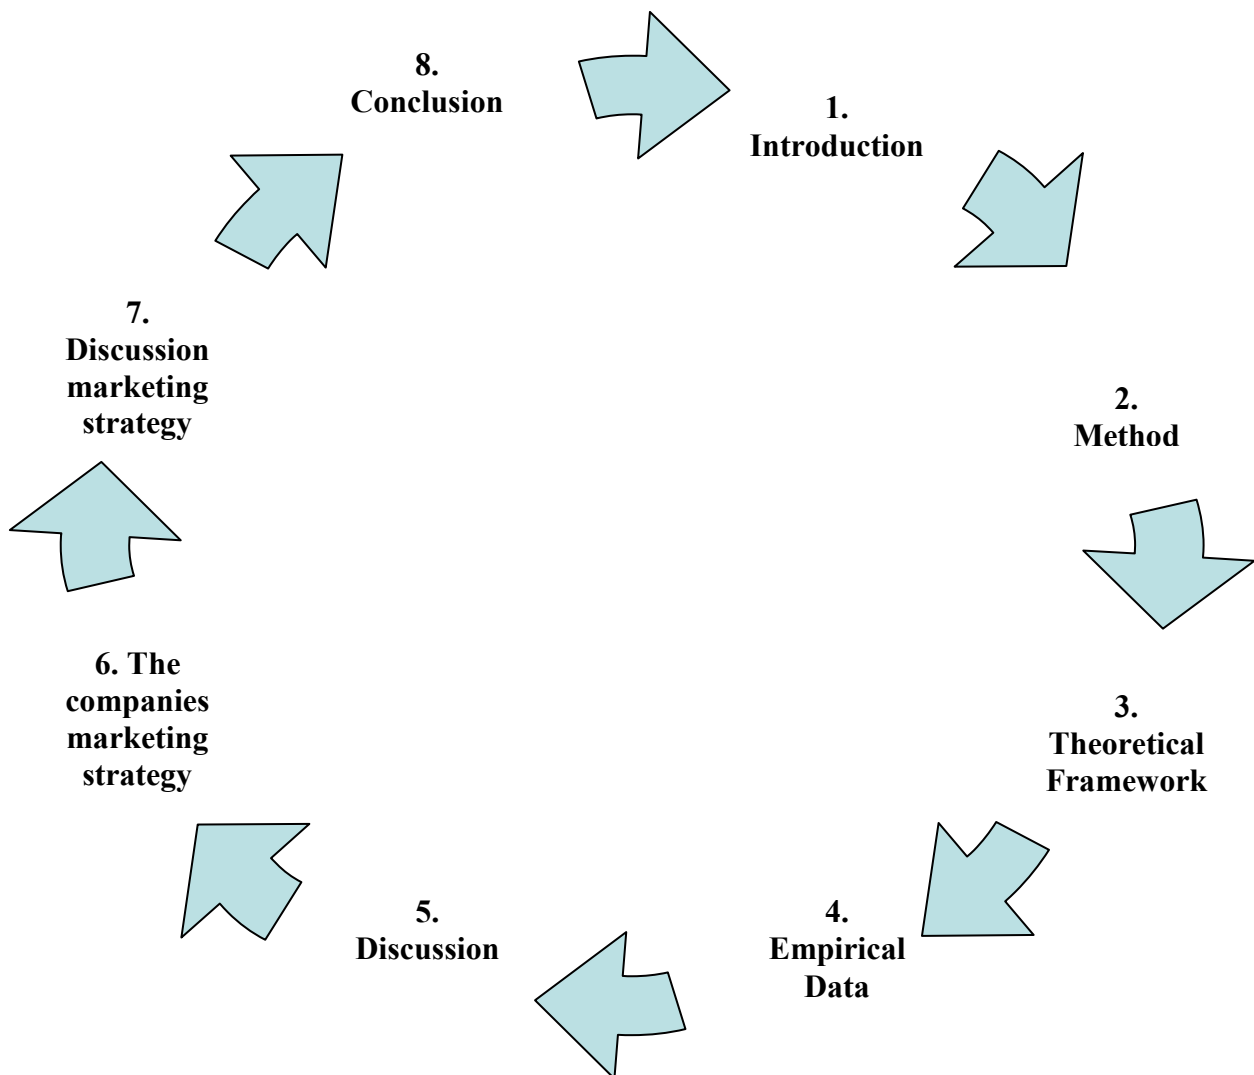 1.
Introduction
2.
Method
3.
Theoretical
Framework
4.
Empirical
Data
5.
Discussion
6. The
companies
marketing
strategy
7.
Discussion
marketing
strategy
8.
Conclusion